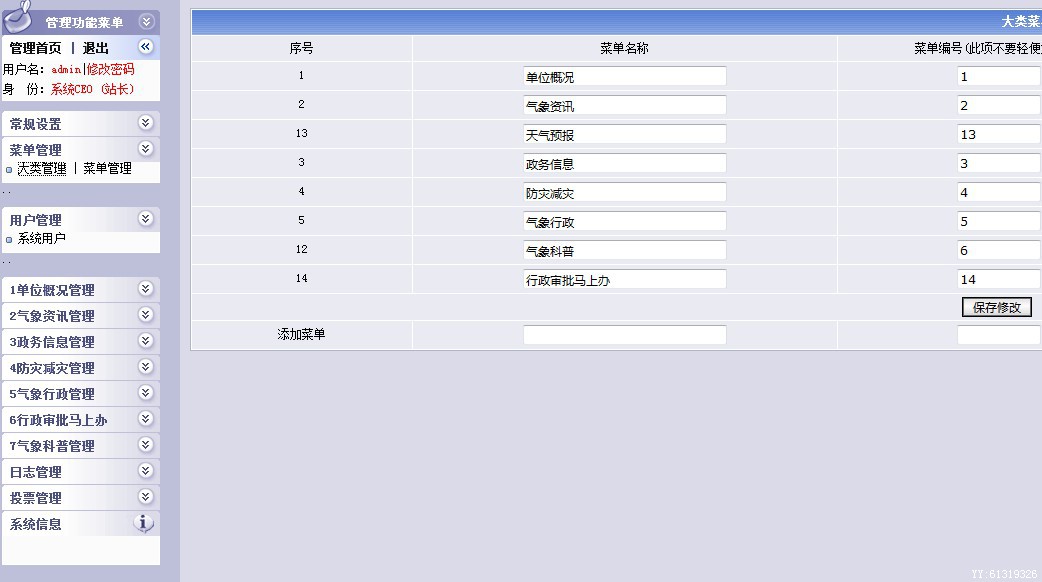 管理功能菜单
管理首页 | 退出
用户名: admin|修改密码
身 份: 系统CEO (站长)
常规设置
菜单管理
大类管理 | 菜单管理
..
用户管理
系统用户
..
1单位概况管理
2气象资讯管理
3政务信息管理
4防灾减灾管理
5气象行政管理
6行政审批马上办
7气象科普管理
日志管理
投票管理
系统信息
大类菜
序号 菜单名称 菜单编号(此项不要轻便
1 单位概况 1
2 气象资讯 2
13 天气预报 13
3 政务信息 3
4 防灾减灾 4
5 气象行政 5
12 气象科普 6
14 行政审批马上办 14
保存修改
添加菜单
YY:61319326